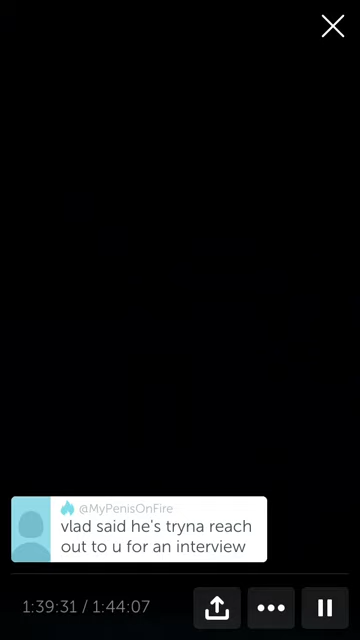 @MyPenisOnFire
vlad said he's tryna reach
out to u for an interview
1:39:31 / 1:44:07